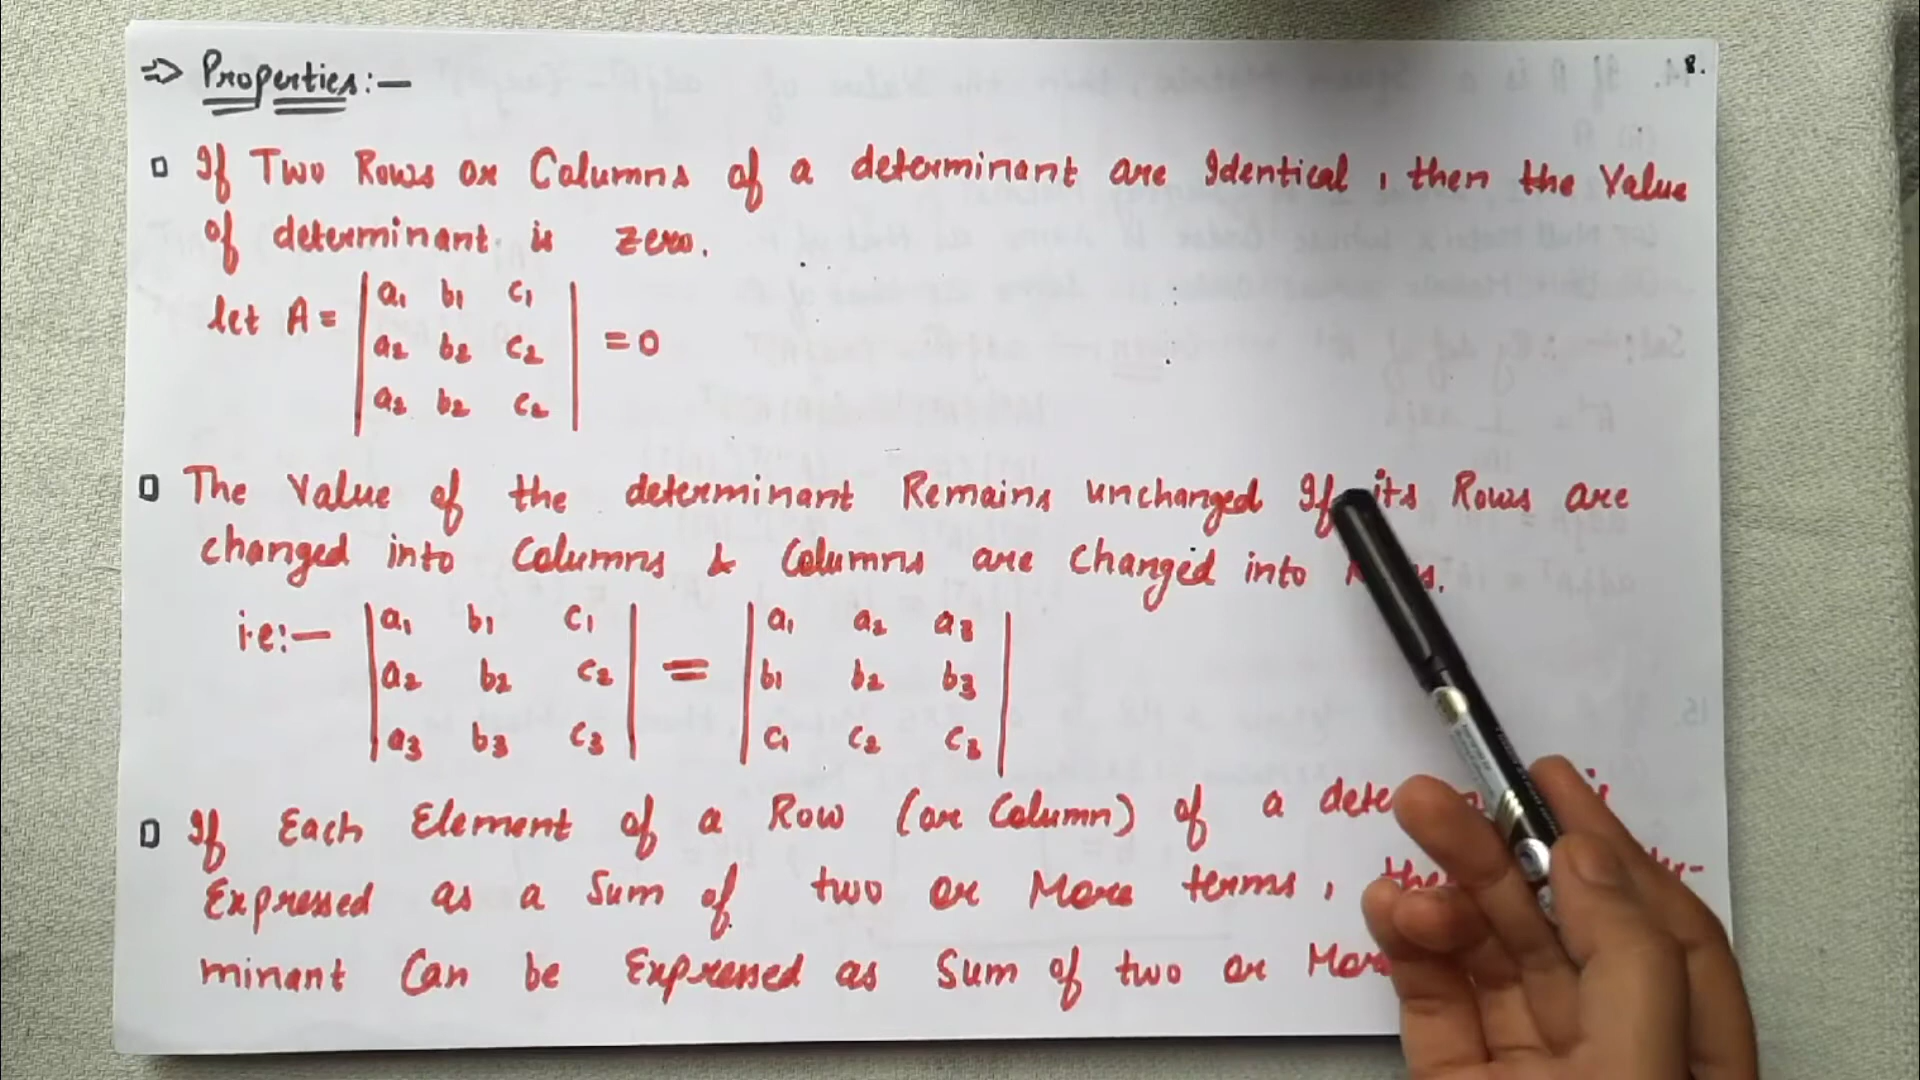 8.
⇒ Properties:—
▫ If Two Rows or Columns of a determinant are Identical, then the Value
of determinant is zero.
let A = | a₁ b₁ c₁ |
| a₂ b₂ c₂ | = 0
| a₂ b₂ c₂ |
▫ The Value of the determinant Remains unchanged If its Rows are
changed into Columns & Columns are changed into
i.e:— | a₁ b₁ c₁ | | a₁ a₂ a₃ |
| a₂ b₂ c₂ | = | b₁ b₂ b₃ |
| a₃ b₃ c₃ | | c₁ c₂ c₃ |
▫ If Each Element of a Row (or Column) of a
Expressed as a Sum of two or More terms,
minant Can be Expressed as Sum of two or